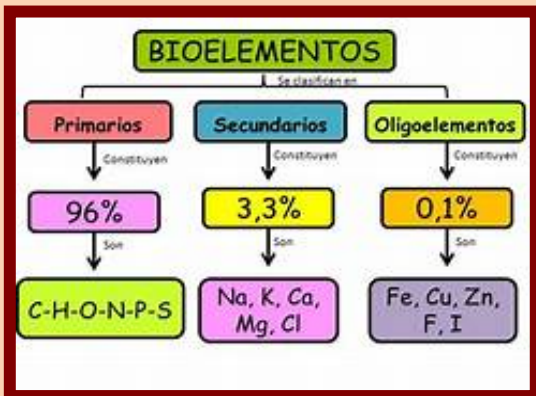 BIOELEMENTOS
Se clasifican en
Primarios
Secundarios
Oligoelementos
Constituyen
Constituyen
Constituyen
96%
3,3%
0,1%
Son
Son
Son
C-H-O-N-P-S
Na, K, Ca,
Mg, Cl
Fe, Cu, Zn,
F, I